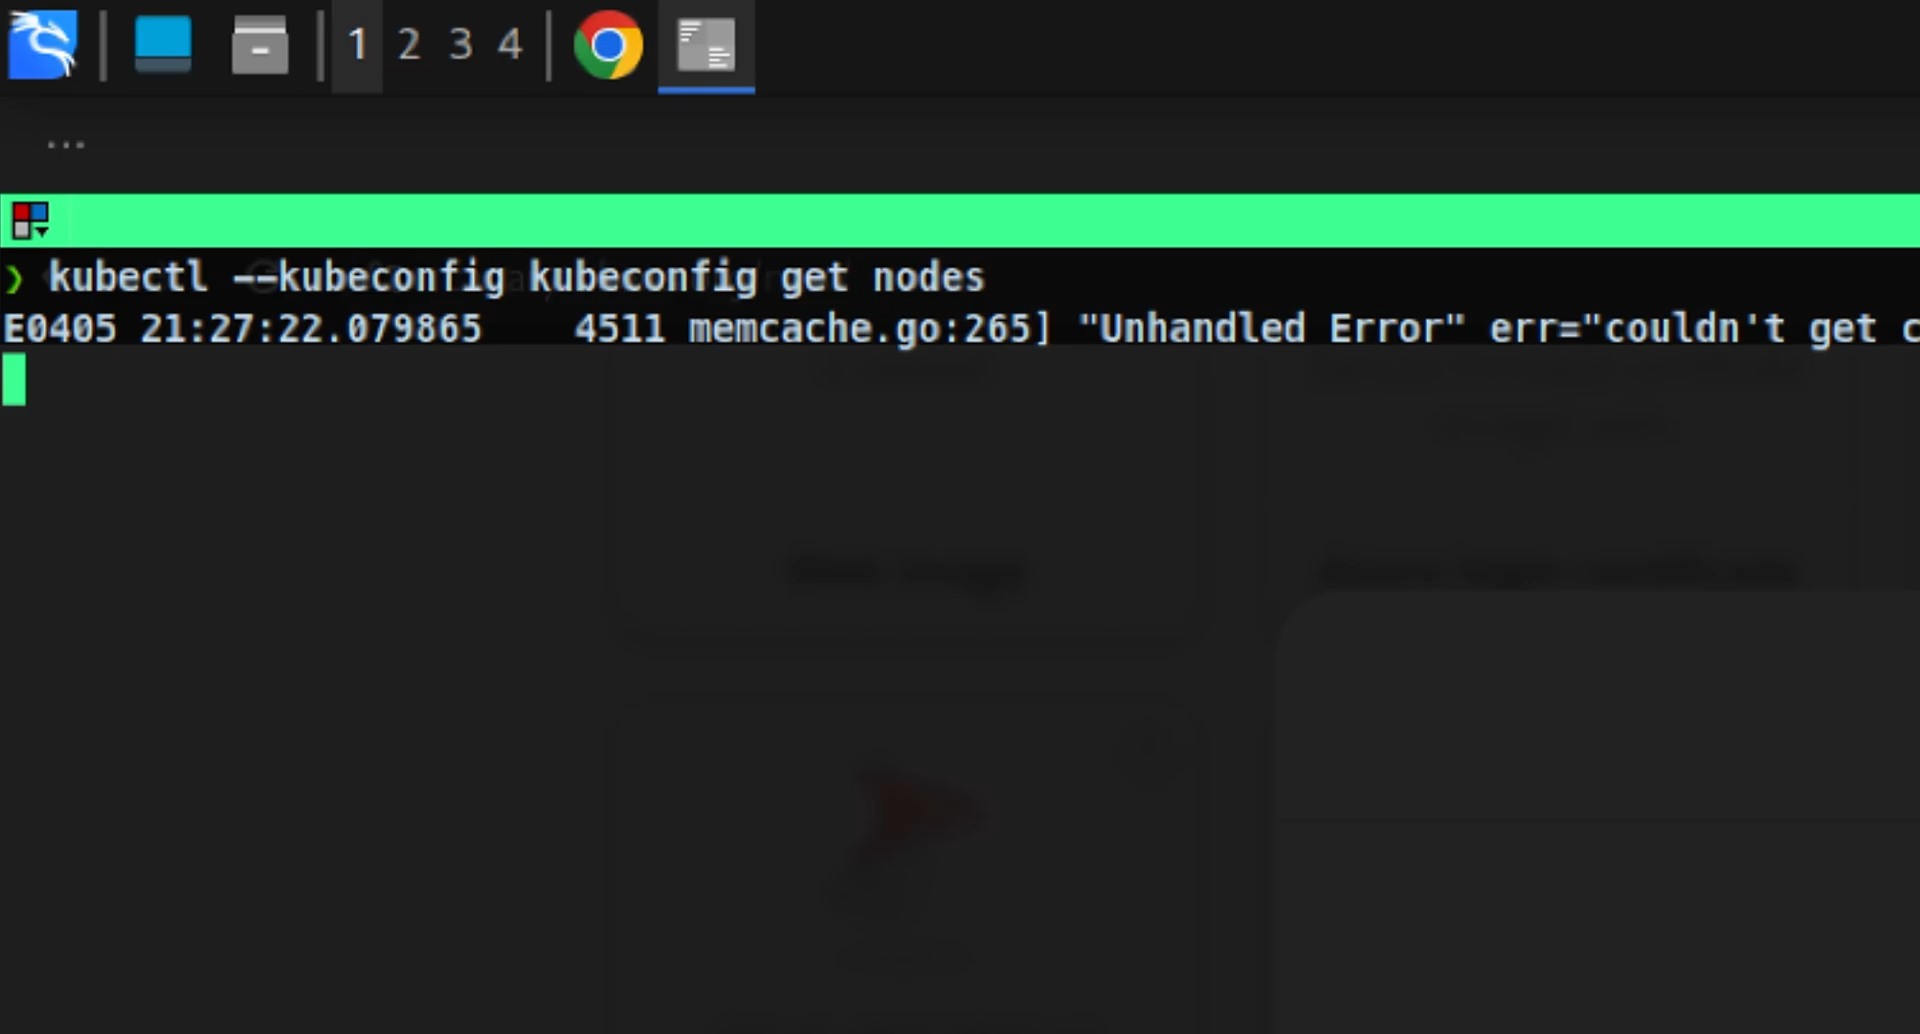 1 2 3 4
...
❯ kubectl --kubeconfig kubeconfig get nodes
E0405 21:27:22.079865    4511 memcache.go:265] "Unhandled Error" err="couldn't get c